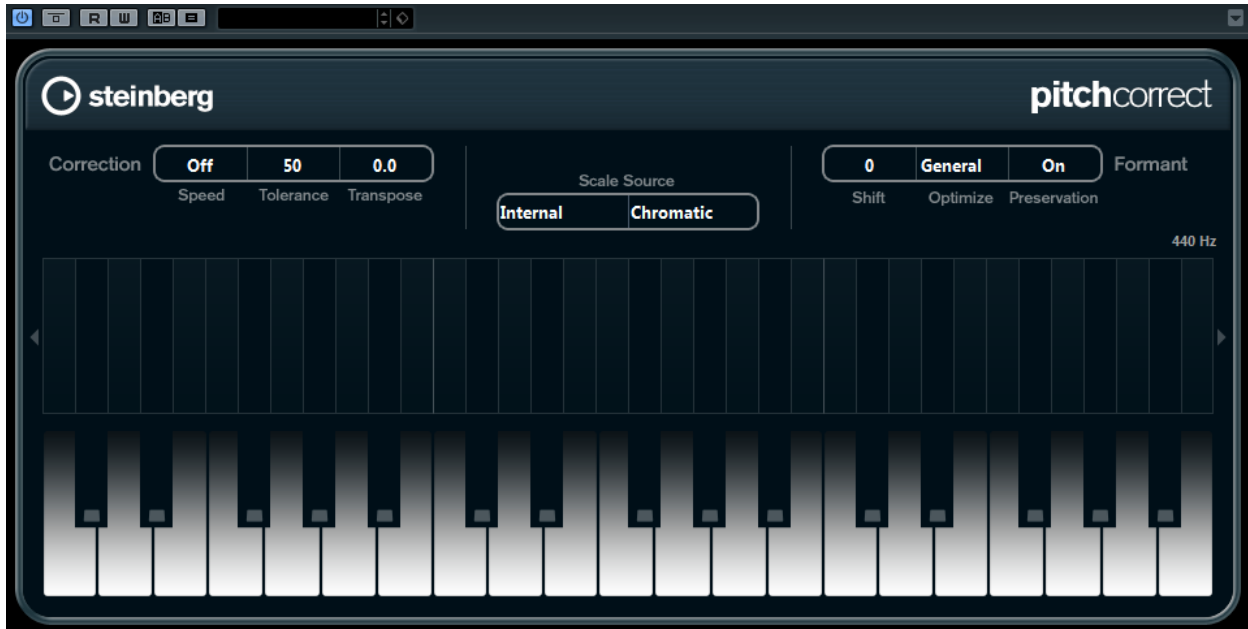 R W AB
steinberg
pitchcorrect
Correction Off 50 0.0
Speed Tolerance Transpose
Scale Source
Internal Chromatic
0 General On Formant
Shift Optimize Preservation
440 Hz